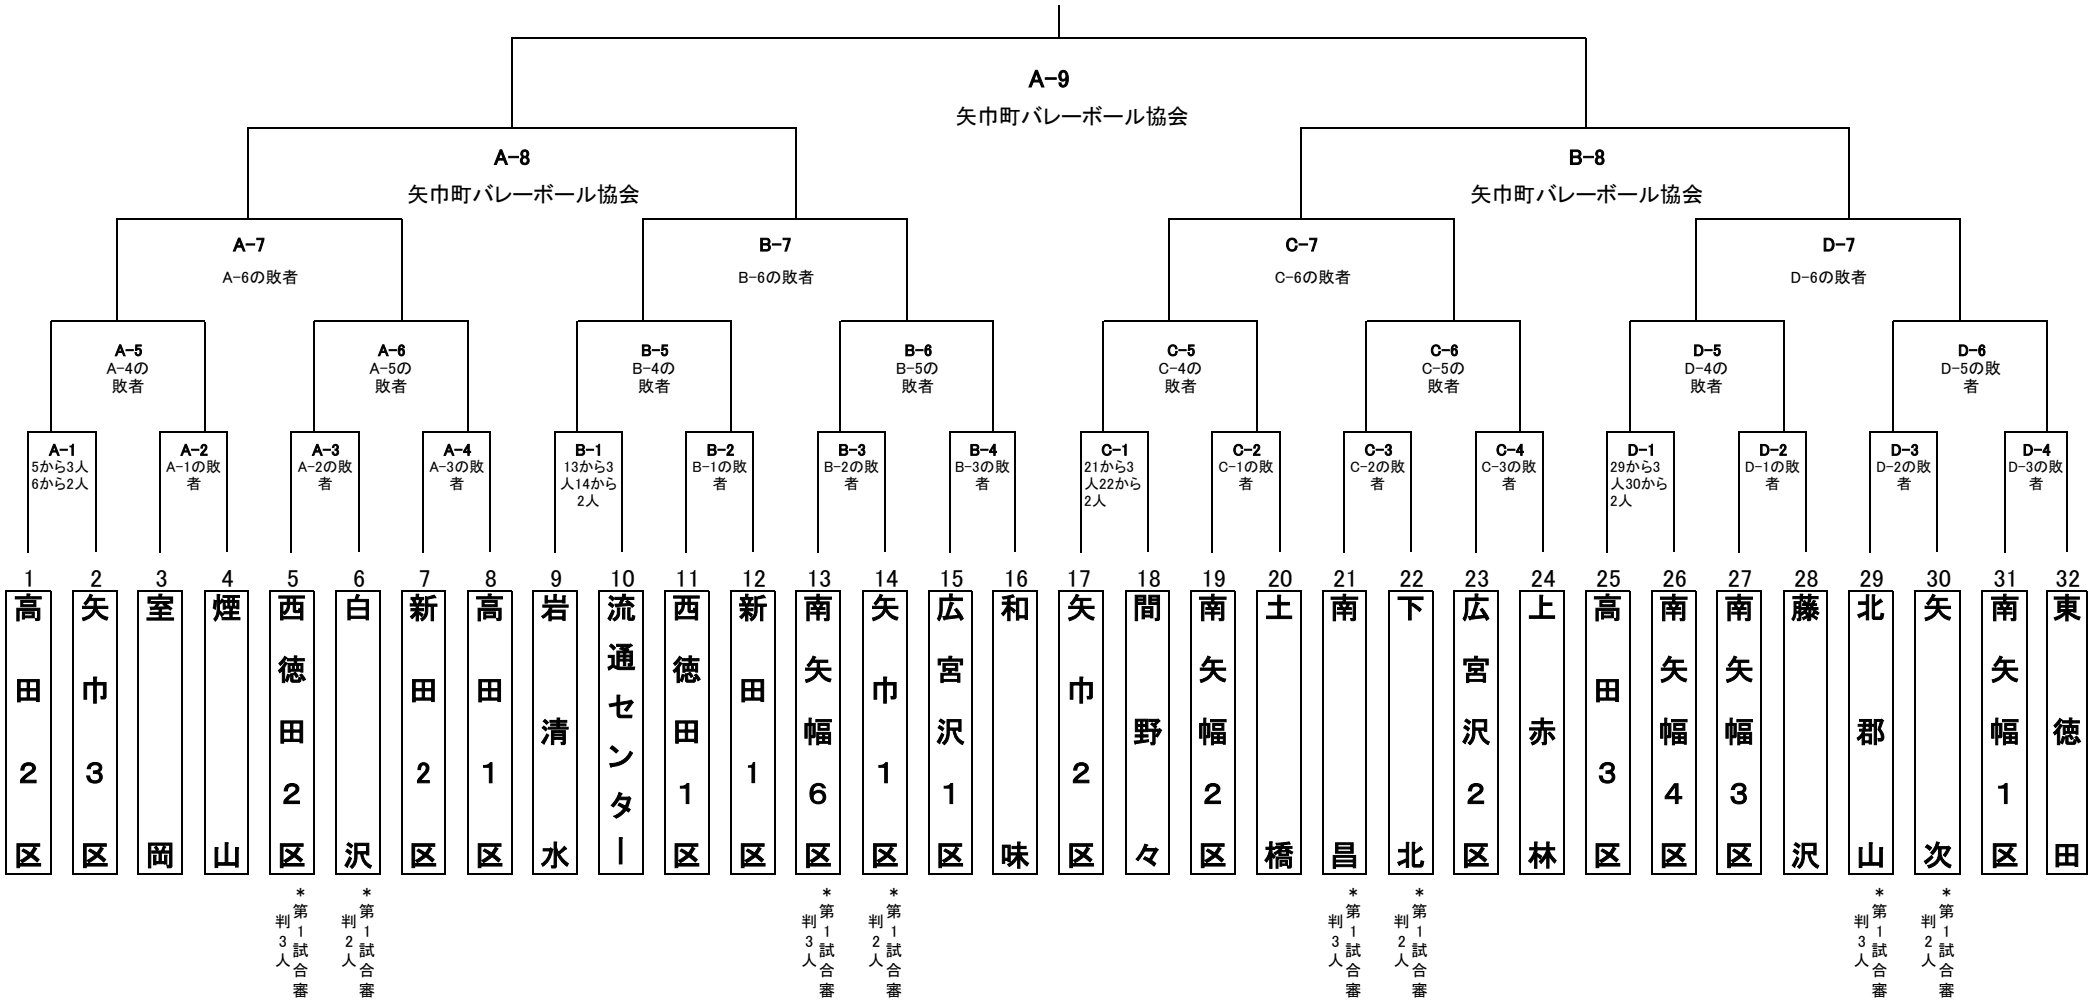 A-9
矢巾町バレーボール協会
A-8
矢巾町バレーボール協会
B-8
矢巾町バレーボール協会
A-7
A-6の敗者
B-7
B-6の敗者
C-7
C-6の敗者
D-7
D-6の敗者
A-5
A-4の
敗者
A-6
A-5の
敗者
B-5
B-4の
敗者
B-6
B-5の
敗者
C-5
C-4の
敗者
C-6
C-5の
敗者
D-5
D-4の
敗者
D-6
D-5の敗
者
A-1
5から3人
6から2人
A-2
A-1の敗
者
A-3
A-2の敗
者
A-4
A-3の敗
者
B-1
13から3
人14から
2人
B-2
B-1の敗
者
B-3
B-2の敗
者
B-4
B-3の敗
者
C-1
21から3
人22から
2人
C-2
C-1の敗
者
C-3
C-2の敗
者
C-4
C-3の敗
者
D-1
29から3
人30から
2人
D-2
D-1の敗
者
D-3
D-2の敗
者
D-4
D-3の敗
者
1
高田2区
2
矢巾3区
3
室岡
4
煙山
5
西徳田2区
*第1試合審
判3人
6
白沢
*第1試合審
判2人
7
新田2区
8
高田1区
9
岩清水
10
流通センター
11
西徳田1区
12
新田1区
13
南矢幅6区
*第1試合審
判3人
14
矢巾1区
*第1試合審
判2人
15
広宮沢1区
16
和味
17
矢巾2区
18
間野々
19
南矢幅2区
20
土橋
21
南昌
*第1試合審
判3人
22
下北
*第1試合審
判2人
23
広宮沢2区
24
上赤林
25
高田3区
26
南矢幅4区
27
南矢幅3区
28
藤沢
29
北郡山
*第1試合審
判3人
30
矢次
*第1試合審
判2人
31
南矢幅1区
32
東徳田